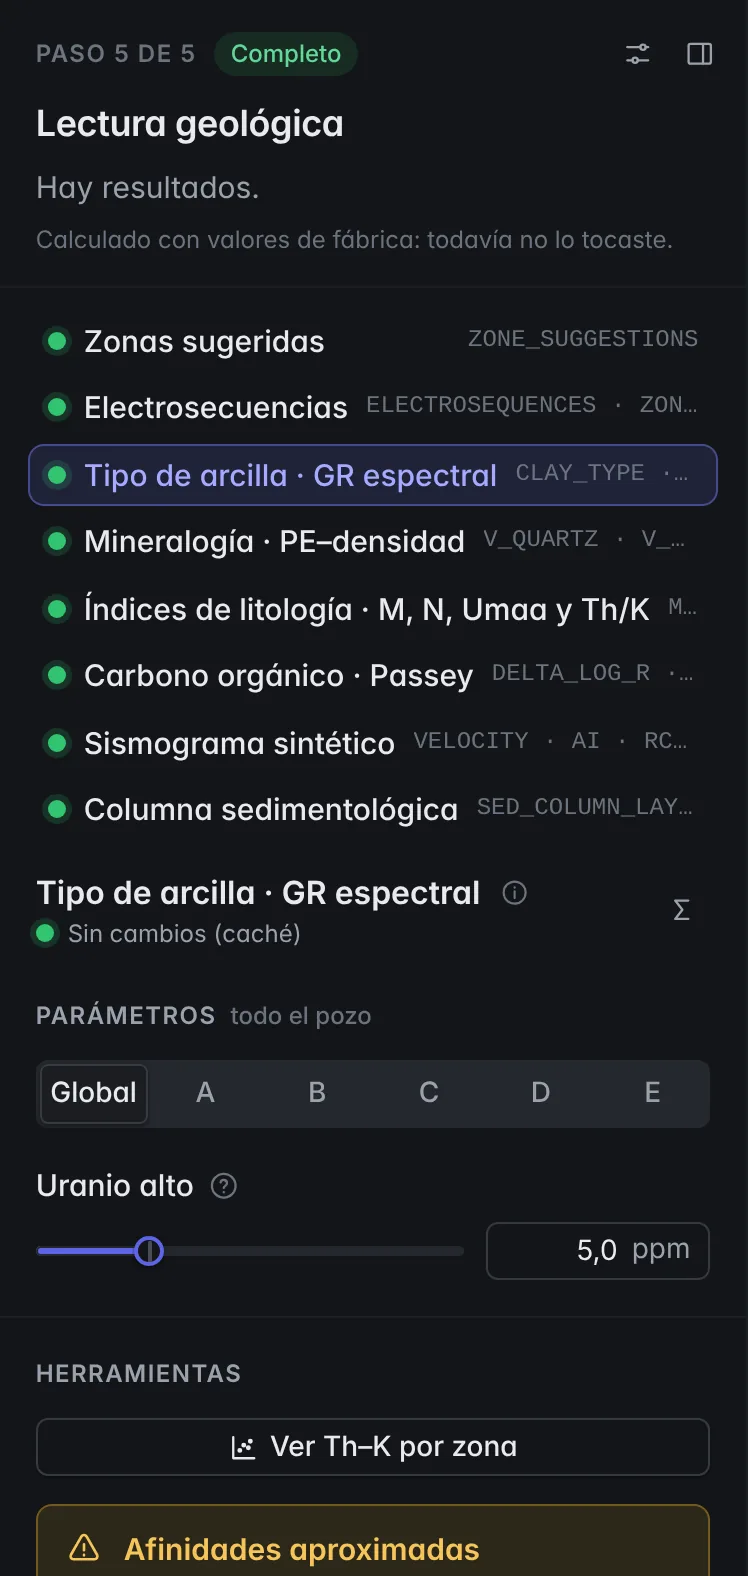 PASO 5 DE 5 Completo
Lectura geológica
Hay resultados.
Calculado con valores de fábrica: todavía no lo tocaste.
Zonas sugeridas ZONE_SUGGESTIONS
Electrosecuencias ELECTROSEQUENCES · ZON…
Tipo de arcilla · GR espectral CLAY_TYPE ·…
Mineralogía · PE–densidad V_QUARTZ · V_…
Índices de litología · M, N, Umaa y Th/K M…
Carbono orgánico · Passey DELTA_LOG_R ·…
Sismograma sintético VELOCITY · AI · RC…
Columna sedimentológica SED_COLUMN_LAY…
Tipo de arcilla · GR espectral
Σ
Sin cambios (caché)
PARÁMETROS todo el pozo
Global A B C D E
Uranio alto
5,0 ppm
HERRAMIENTAS
Ver Th–K por zona
Afinidades aproximadas